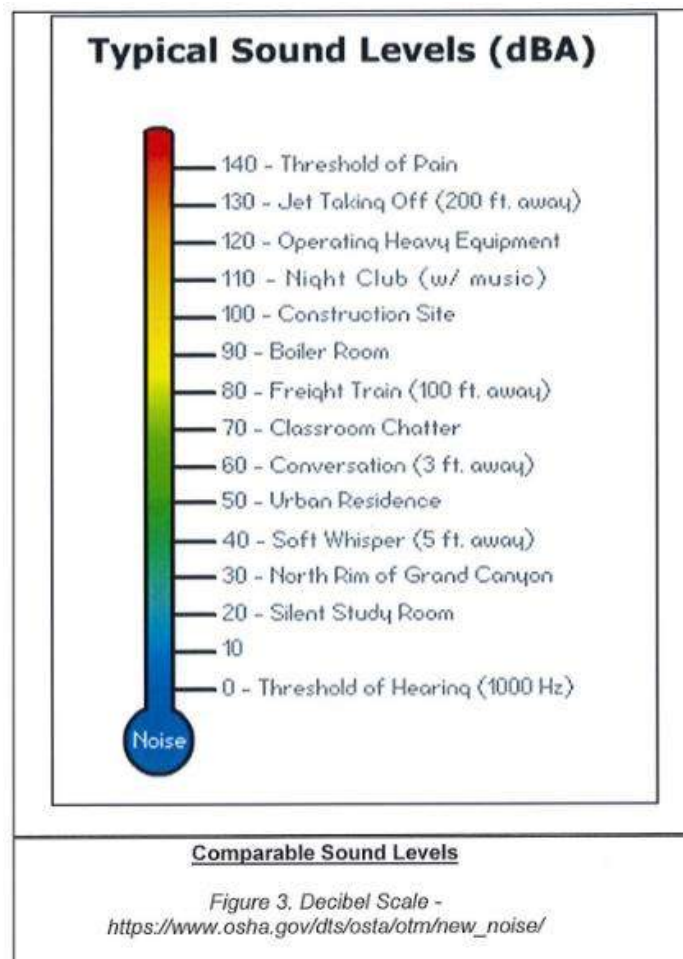 Typical Sound Levels (dBA)
140 - Threshold of Pain
130 - Jet Taking Off (200 ft. away)
120 - Operating Heavy Equipment
110 - Night Club (w/ music)
100 - Construction Site
90 - Boiler Room
80 - Freight Train (100 ft. away)
70 - Classroom Chatter
60 - Conversation (3 ft. away)
50 - Urban Residence
40 - Soft Whisper (5 ft. away)
30 - North Rim of Grand Canyon
20 - Silent Study Room
10
0 - Threshold of Hearing (1000 Hz)
Noise
Comparable Sound Levels
Figure 3. Decibel Scale -
https://www.osha.gov/dts/osta/otm/new_noise/